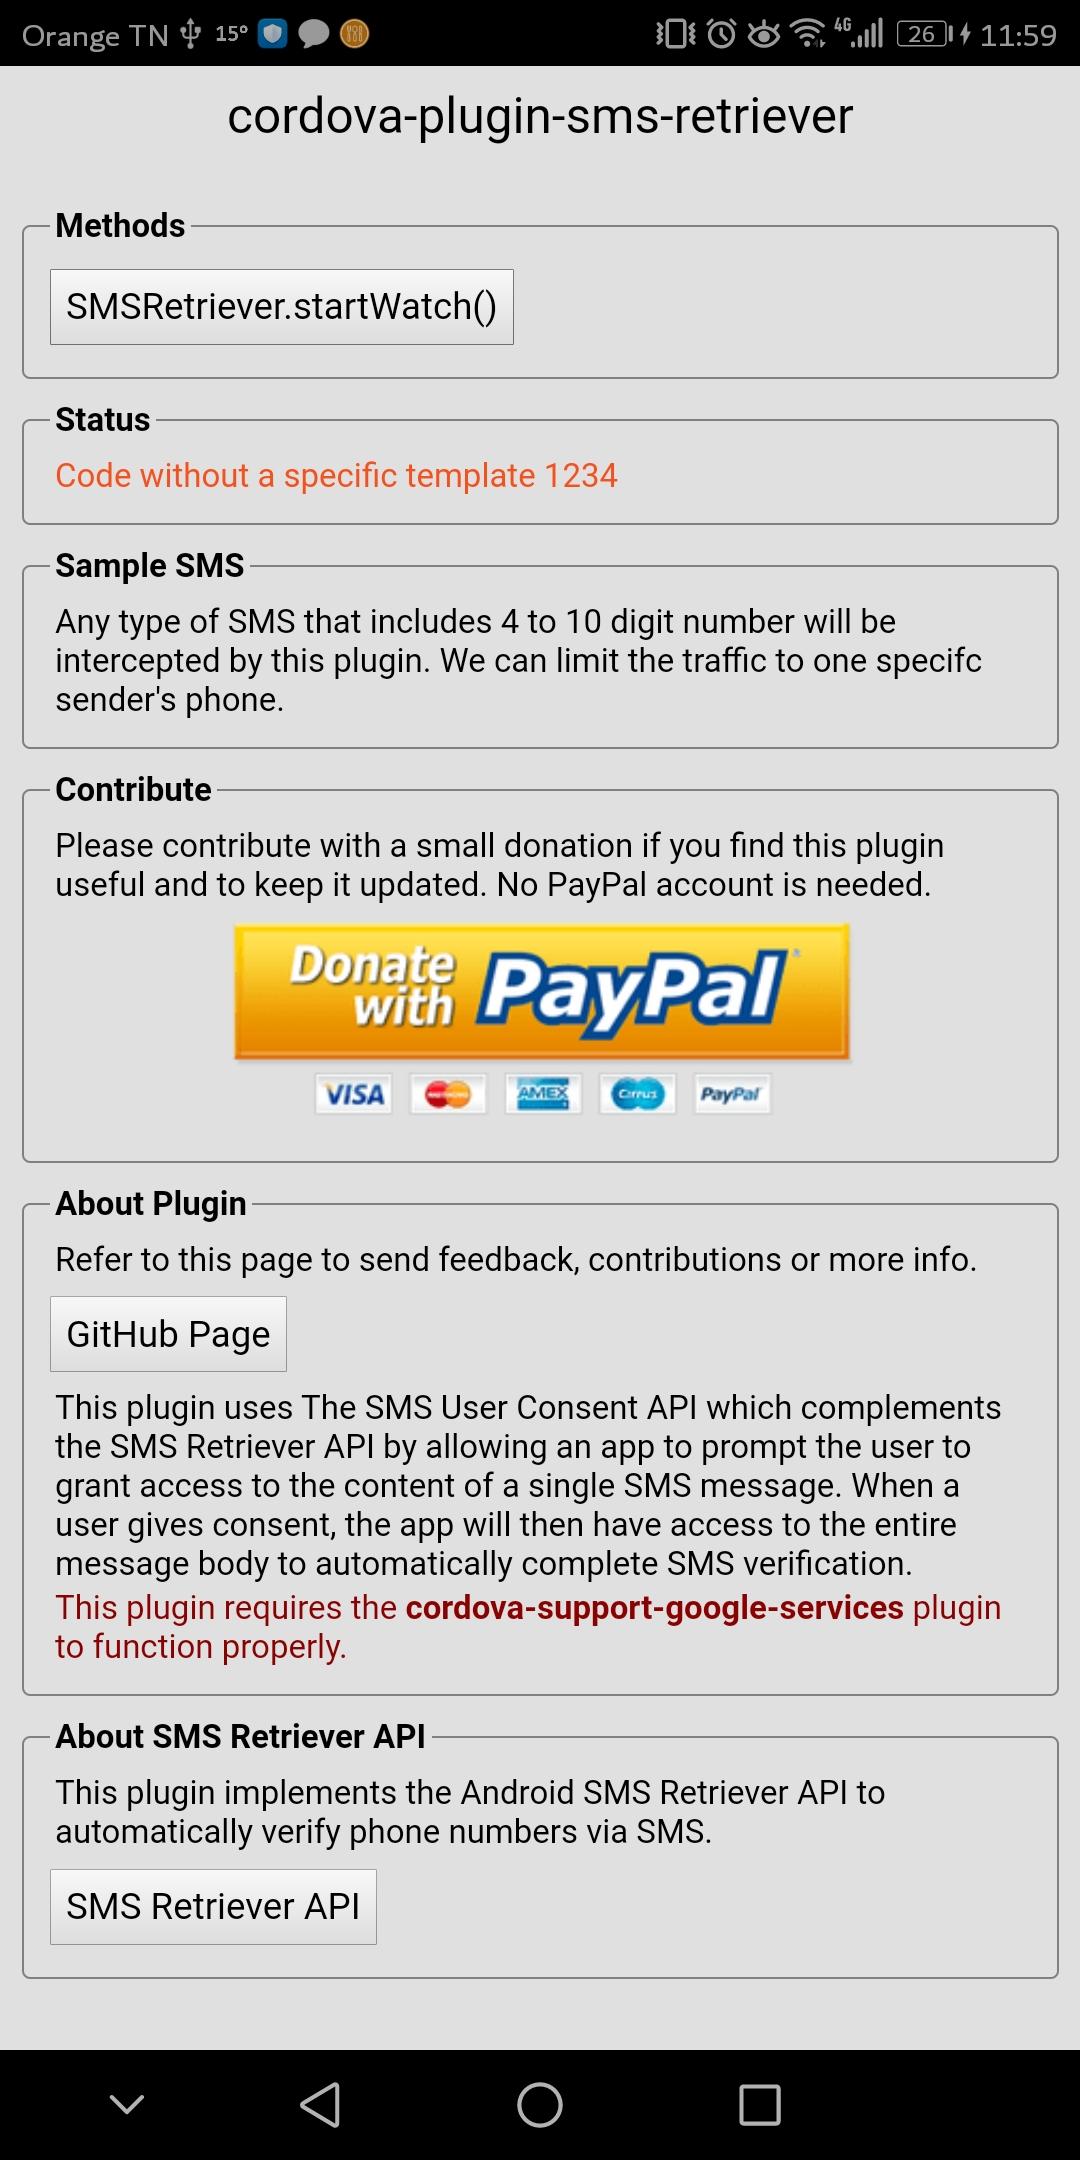 Orange TN 15° 4G 26 11:59
cordova-plugin-sms-retriever
Methods
SMSRetriever.startWatch()
Status
Code without a specific template 1234
Sample SMS
Any type of SMS that includes 4 to 10 digit number will be
intercepted by this plugin. We can limit the traffic to one specifc
sender's phone.
Contribute
Please contribute with a small donation if you find this plugin
useful and to keep it updated. No PayPal account is needed.
Donate
with PayPal
VISA AMEX Cirrus PayPal
About Plugin
Refer to this page to send feedback, contributions or more info.
GitHub Page
This plugin uses The SMS User Consent API which complements
the SMS Retriever API by allowing an app to prompt the user to
grant access to the content of a single SMS message. When a
user gives consent, the app will then have access to the entire
message body to automatically complete SMS verification.
This plugin requires the cordova-support-google-services plugin
to function properly.
About SMS Retriever API
This plugin implements the Android SMS Retriever API to
automatically verify phone numbers via SMS.
SMS Retriever API